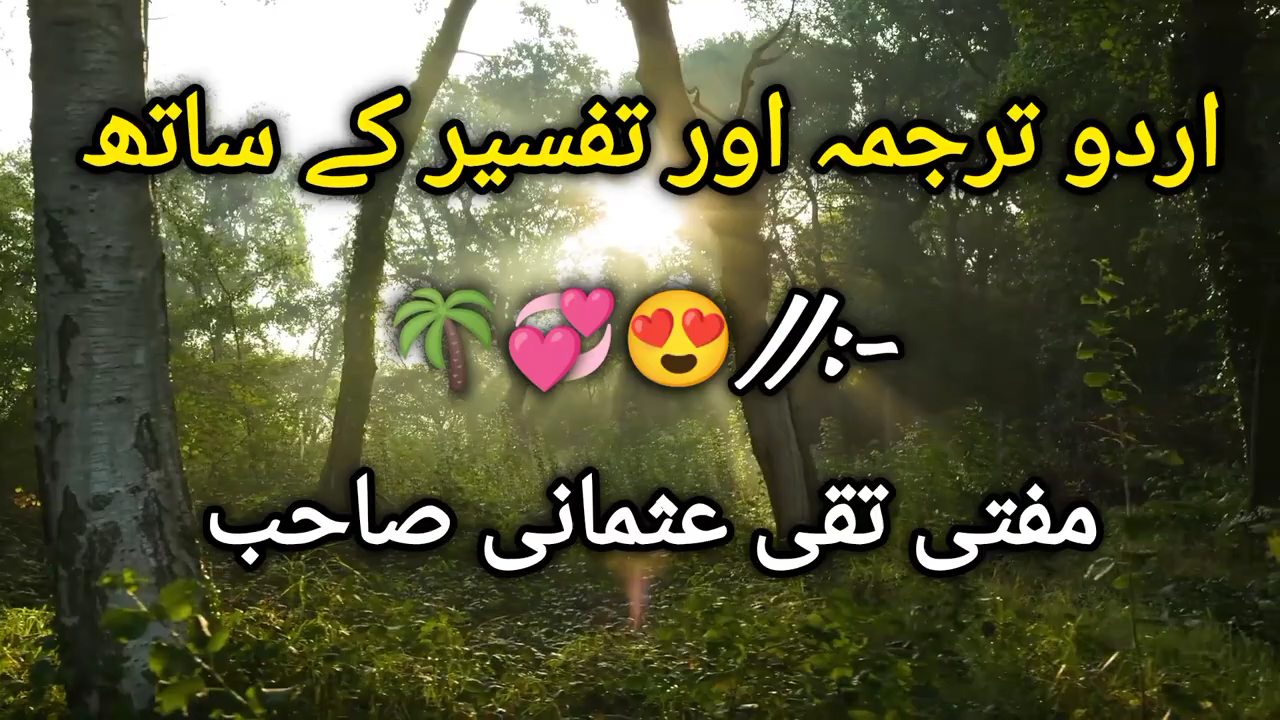 اردو ترجمہ اور تفسیر کے ساتھ
🌴💞😍//:-
مفتی تقی عثمانی صاحب